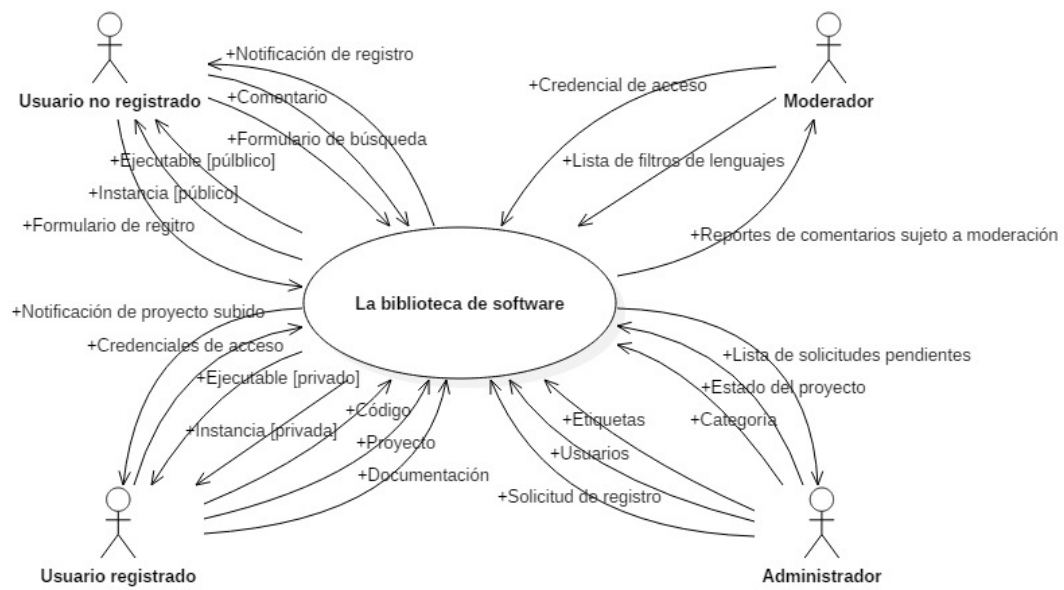 +Notificación de registro
+Credencial de acceso
+Comentario
Usuario no registrado
Moderador
+Formulario de búsqueda
+Ejecutable [púlblico]
+Lista de filtros de lenguajes
+Instancia [público]
+Formulario de regitro
+Reportes de comentarios sujeto a moderación
La biblioteca de software
+Notificación de proyecto subido
+Credenciales de acceso
+Lista de solicitudes pendientes
+Ejecutable [privado]
+Estado del proyecto
+Código
+Etiquetas
+Categoría
+Instancia [privada]
+Proyecto
+Usuarios
+Documentación
+Solicitud de registro
Usuario registrado
Administrador